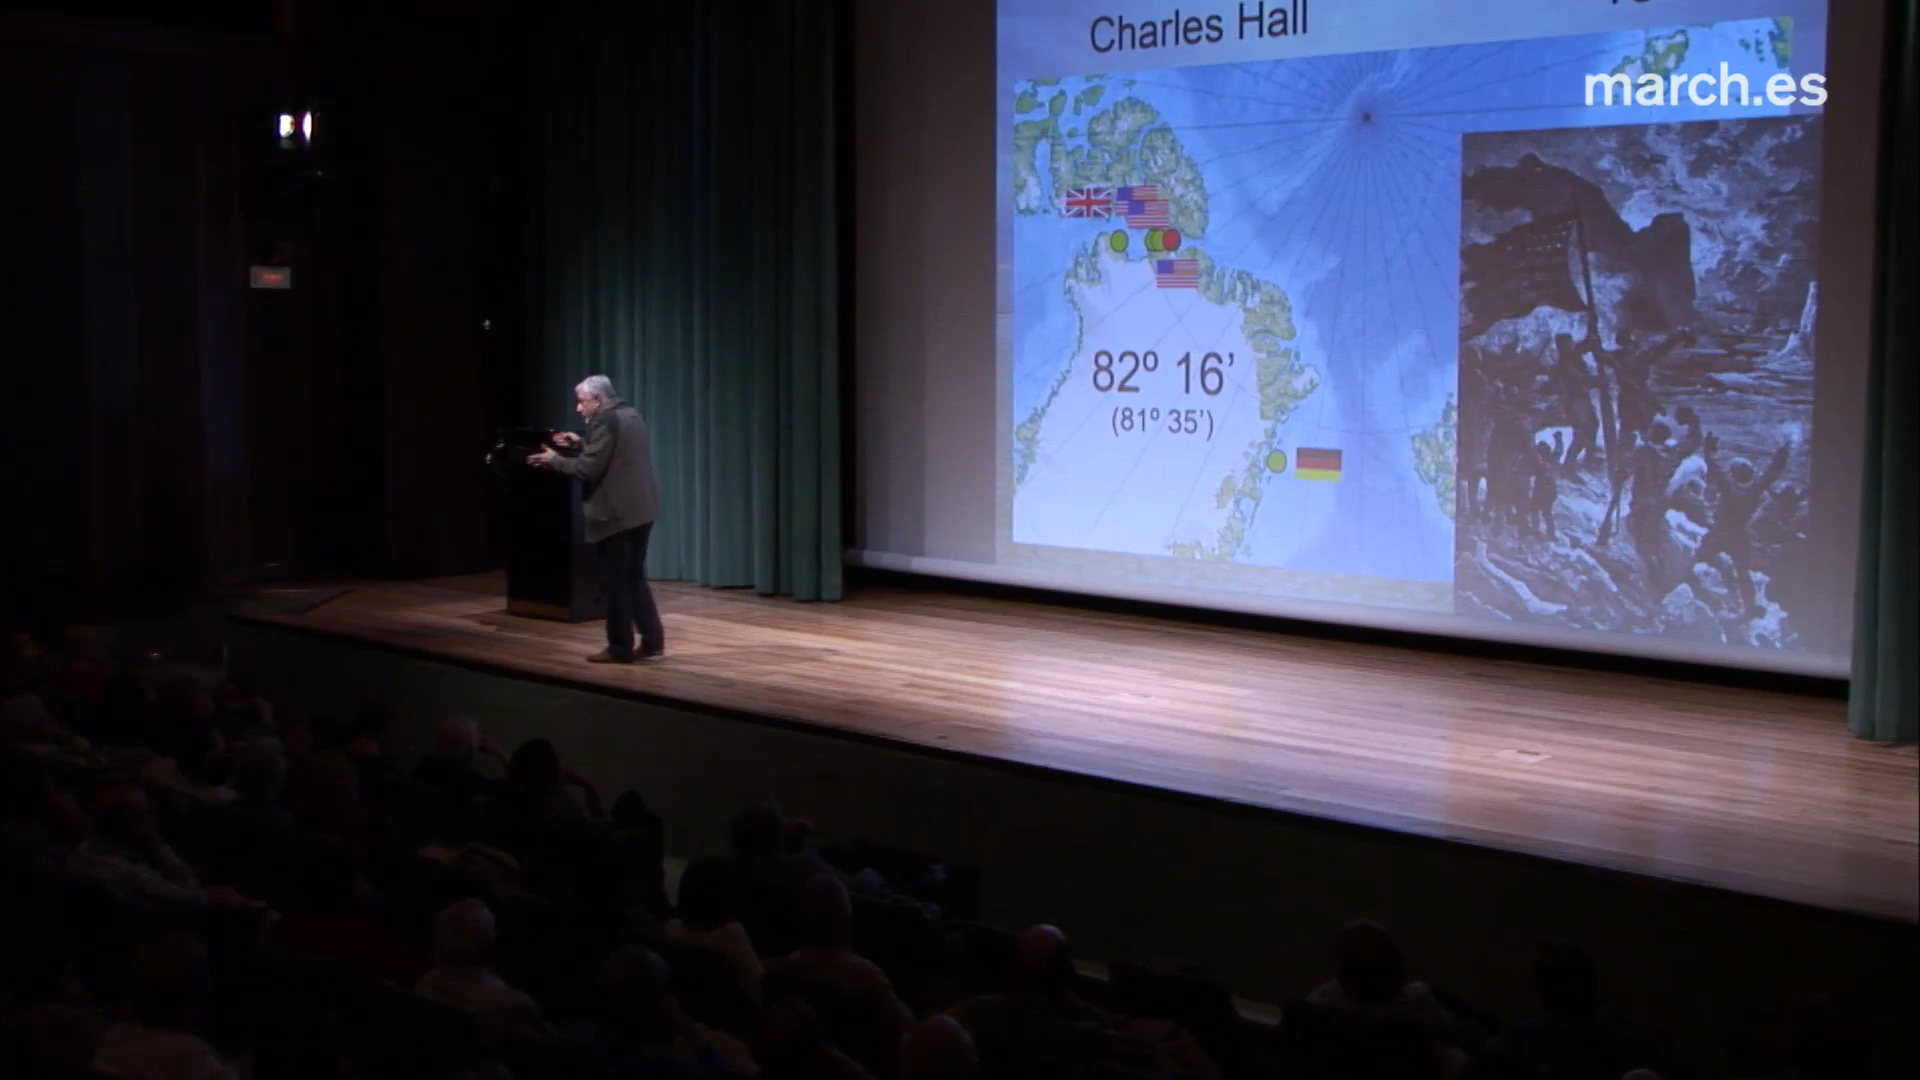 Charles Hall
march.es
82º 16’
(81º 35’)